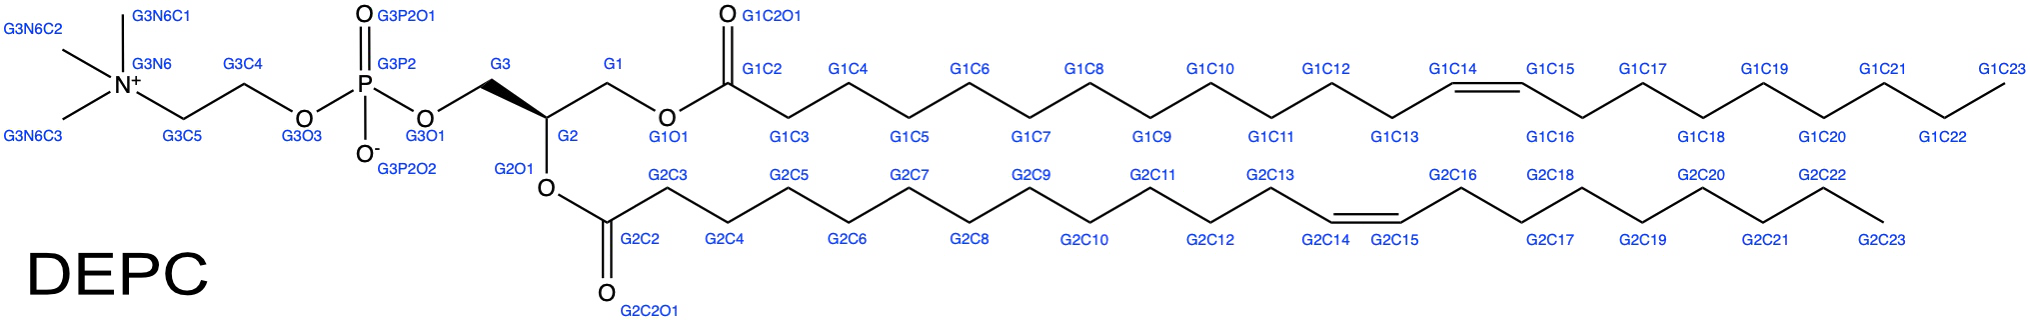 G3N6C1 G3P2O1 G1C2O1
O O
G3N6C2
G3N6 G3C4 G3P2 G3 G1 G1C2 G1C4 G1C6 G1C8 G1C10 G1C12 G1C14 G1C15 G1C17 G1C19 G1C21 G1C23
N+ P
O O O
G3N6C3 G3C5 G3O3 G3O1 G2 G1O1 G1C3 G1C5 G1C7 G1C9 G1C11 G1C13 G1C16 G1C18 G1C20 G1C22
O-
G3P2O2 G2O1 G2C3 G2C5 G2C7 G2C9 G2C11 G2C13 G2C16 G2C18 G2C20 G2C22
O
G2C2 G2C4 G2C6 G2C8 G2C10 G2C12 G2C14 G2C15 G2C17 G2C19 G2C21 G2C23
DEPC
O
G2C2O1